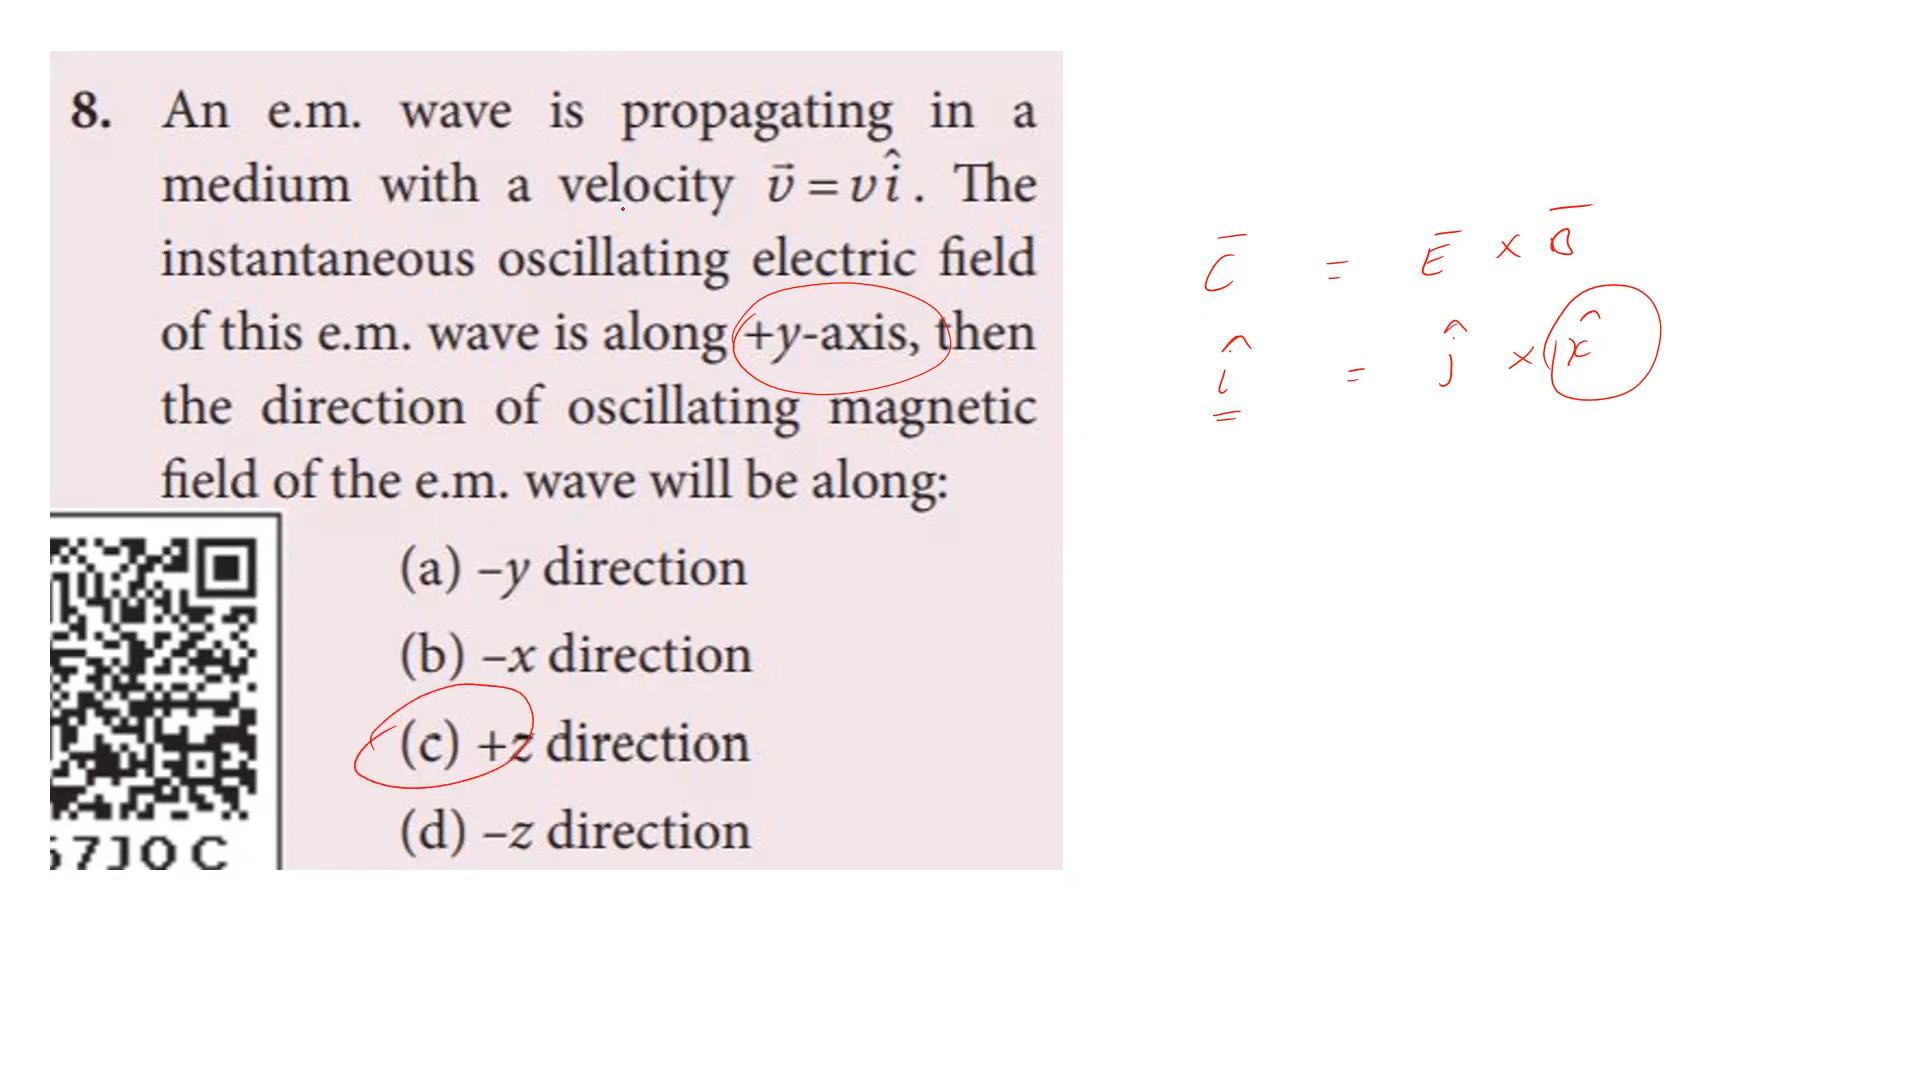 8. An e.m. wave is propagating in a
medium with a velocity v⃗ = vî. The
instantaneous oscillating electric field
of this e.m. wave is along +y-axis, then
the direction of oscillating magnetic
field of the e.m. wave will be along:
(a) –y direction
(b) –x direction
(c) +z direction
(d) –z direction
7JOC
C̅ = E̅ × B̅
î = ĵ × k̂